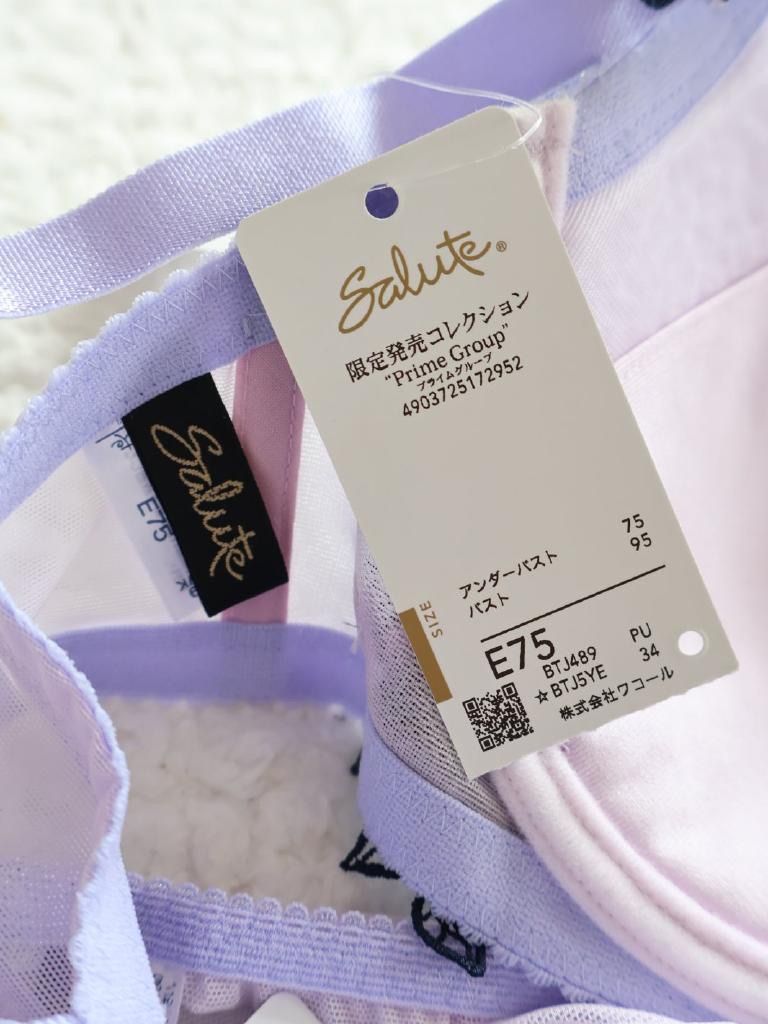 Salute®
限定発売コレクション
"Prime Group"
プライムグループ
4903725172952
アンダーバスト 75
バスト 95
SIZE
E75
BTJ489 PU
☆BTJ5YE 34
株式会社ワコール
Salute
E75